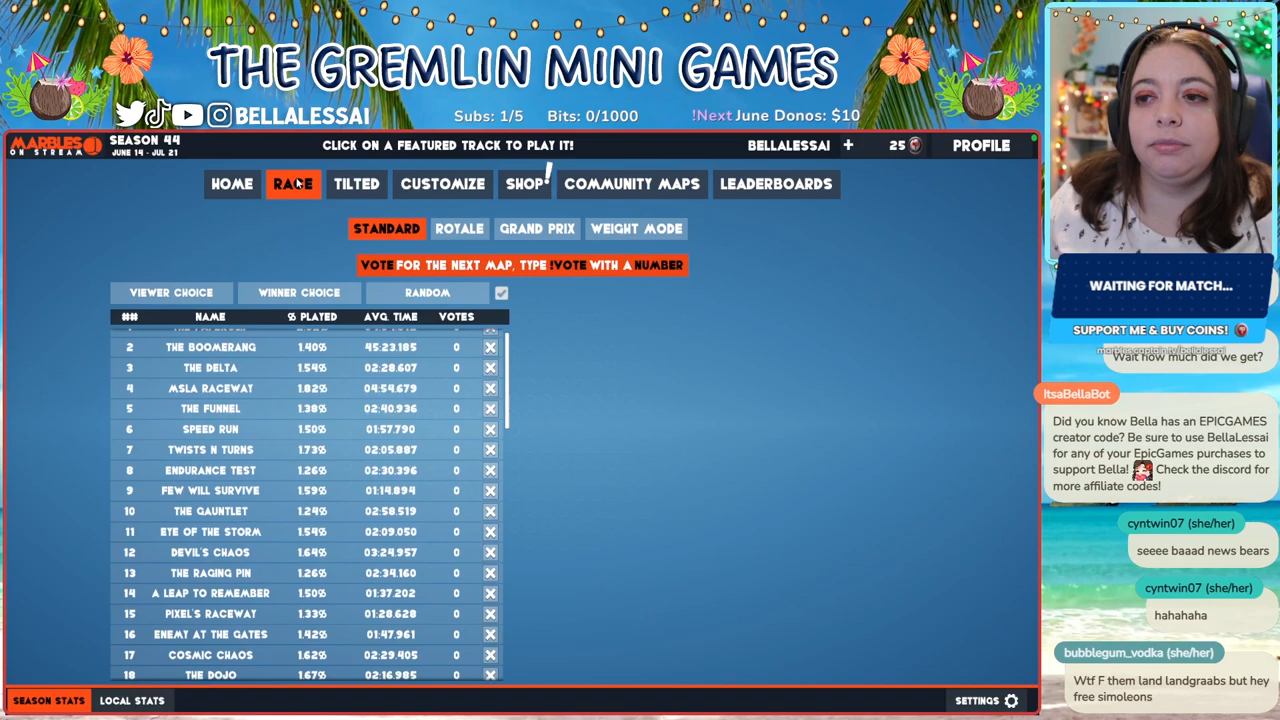 THE GREMLIN MINI GAMES
BELLALESSAI
Subs: 1/5
Bits: 0/1000
!Next June Donos: $10
MARBLES ON STREAM
SEASON 44
JUNE 14 - JUL 21
CLICK ON A FEATURED TRACK TO PLAY IT!
BELLALESSAI +
25
PROFILE
HOME
RACE
TILTED
CUSTOMIZE
SHOP
!
COMMUNITY MAPS
LEADERBOARDS
STANDARD
ROYALE
GRAND PRIX
WEIGHT MODE
VOTE FOR THE NEXT MAP, TYPE !VOTE WITH A NUMBER
VIEWER CHOICE
WINNER CHOICE
RANDOM
## NAME % PLAYED AVG. TIME VOTES
2 THE BOOMERANG 1.40% 45:23.185 0 X
3 THE DELTA 1.54% 02:28.607 0 X
4 MSLA RACEWAY 1.82% 04:54.679 0 X
5 THE FUNNEL 1.38% 02:40.936 0 X
6 SPEED RUN 1.50% 01:57.790 0 X
7 TWISTS N TURNS 1.73% 02:05.887 0 X
8 ENDURANCE TEST 1.26% 02:30.396 0 X
9 FEW WILL SURVIVE 1.59% 01:14.894 0 X
10 THE GAUNTLET 1.24% 02:58.519 0 X
11 EYE OF THE STORM 1.54% 02:09.050 0 X
12 DEVIL'S CHAOS 1.64% 03:24.957 0 X
13 THE RAGING PIN 1.26% 02:34.160 0 X
14 A LEAP TO REMEMBER 1.50% 01:37.202 0 X
15 PIXEL'S RACEWAY 1.33% 01:28.628 0 X
16 ENEMY AT THE GATES 1.42% 01:47.961 0 X
17 COSMIC CHAOS 1.62% 02:29.405 0 X
18 THE DOJO 1.67% 02:16.985 0 X
SEASON STATS
LOCAL STATS
SETTINGS
WAITING FOR MATCH...
SUPPORT ME & BUY COINS!
marbles.captain.tv/bellalessai
Wait how much did we get?
ItsaBellaBot
Did you know Bella has an EPICGAMES
creator code? Be sure to use BellaLessai
for any of your EpicGames purchases to
support Bella! Check the discord for
more affiliate codes!
cyntwin07 (she/her)
seeee baaad news bears
cyntwin07 (she/her)
hahahaha
bubblegum_vodka (she/her)
Wtf F them land landgraabs but hey
free simoleons